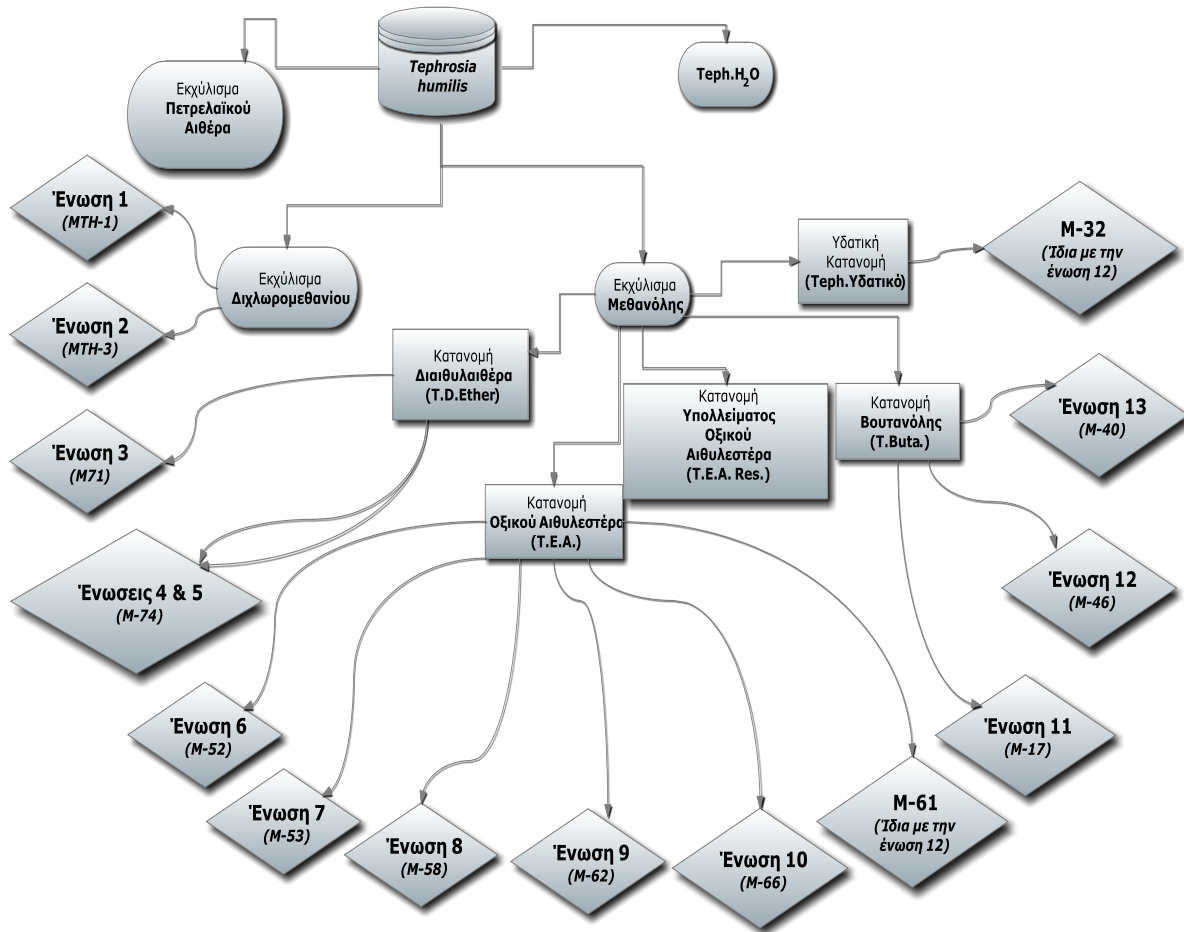 Tephrosia
humilis
Teph.H2O
Εκχύλισμα
Πετρελαϊκού
Αιθέρα
Ένωση 1
(MTH-1)
Εκχύλισμα
Διχλωρομεθανίου
Ένωση 2
(MTH-3)
Εκχύλισμα
Μεθανόλης
Υδατική
Κατανομή
(Teph.Υδατικό)
M-32
(Ίδια με την
ένωση 12)
Κατανομή
Διαιθυλαιθέρα
(T.D.Ether)
Κατανομή
Υπολλείματος
Οξικού
Αιθυλεστέρα
(T.E.A. Res.)
Κατανομή
Βουτανόλης
(T.Buta.)
Ένωση 13
(M-40)
Ένωση 3
(M71)
Κατανομή
Οξικού Αιθυλεστέρα
(T.E.A.)
Ενώσεις 4 & 5
(M-74)
Ένωση 12
(M-46)
Ένωση 6
(M-52)
Ένωση 11
(M-17)
Ένωση 7
(M-53)
Ένωση 8
(M-58)
Ένωση 9
(M-62)
Ένωση 10
(M-66)
M-61
(Ίδια με την
ένωση 12)